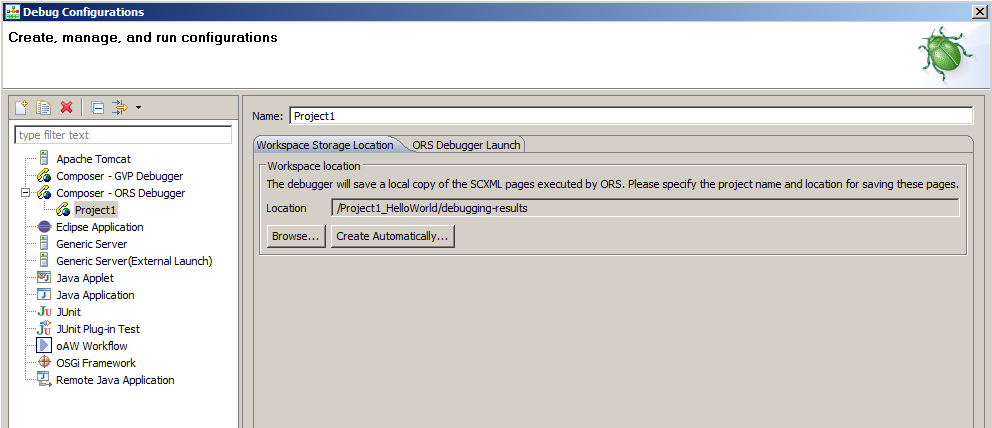 Debug Configurations
Create, manage, and run configurations
type filter text
Apache Tomcat
Composer - GVP Debugger
Composer - ORS Debugger
Project1
Eclipse Application
Generic Server
Generic Server(External Launch)
Java Applet
Java Application
JUnit
JUnit Plug-in Test
oAW Workflow
OSGi Framework
Remote Java Application
Name: Project1
Workspace Storage Location ORS Debugger Launch
Workspace location
The debugger will save a local copy of the SCXML pages executed by ORS. Please specify the project name and location for saving these pages.
Location /Project1_HelloWorld/debugging-results
Browse... Create Automatically...